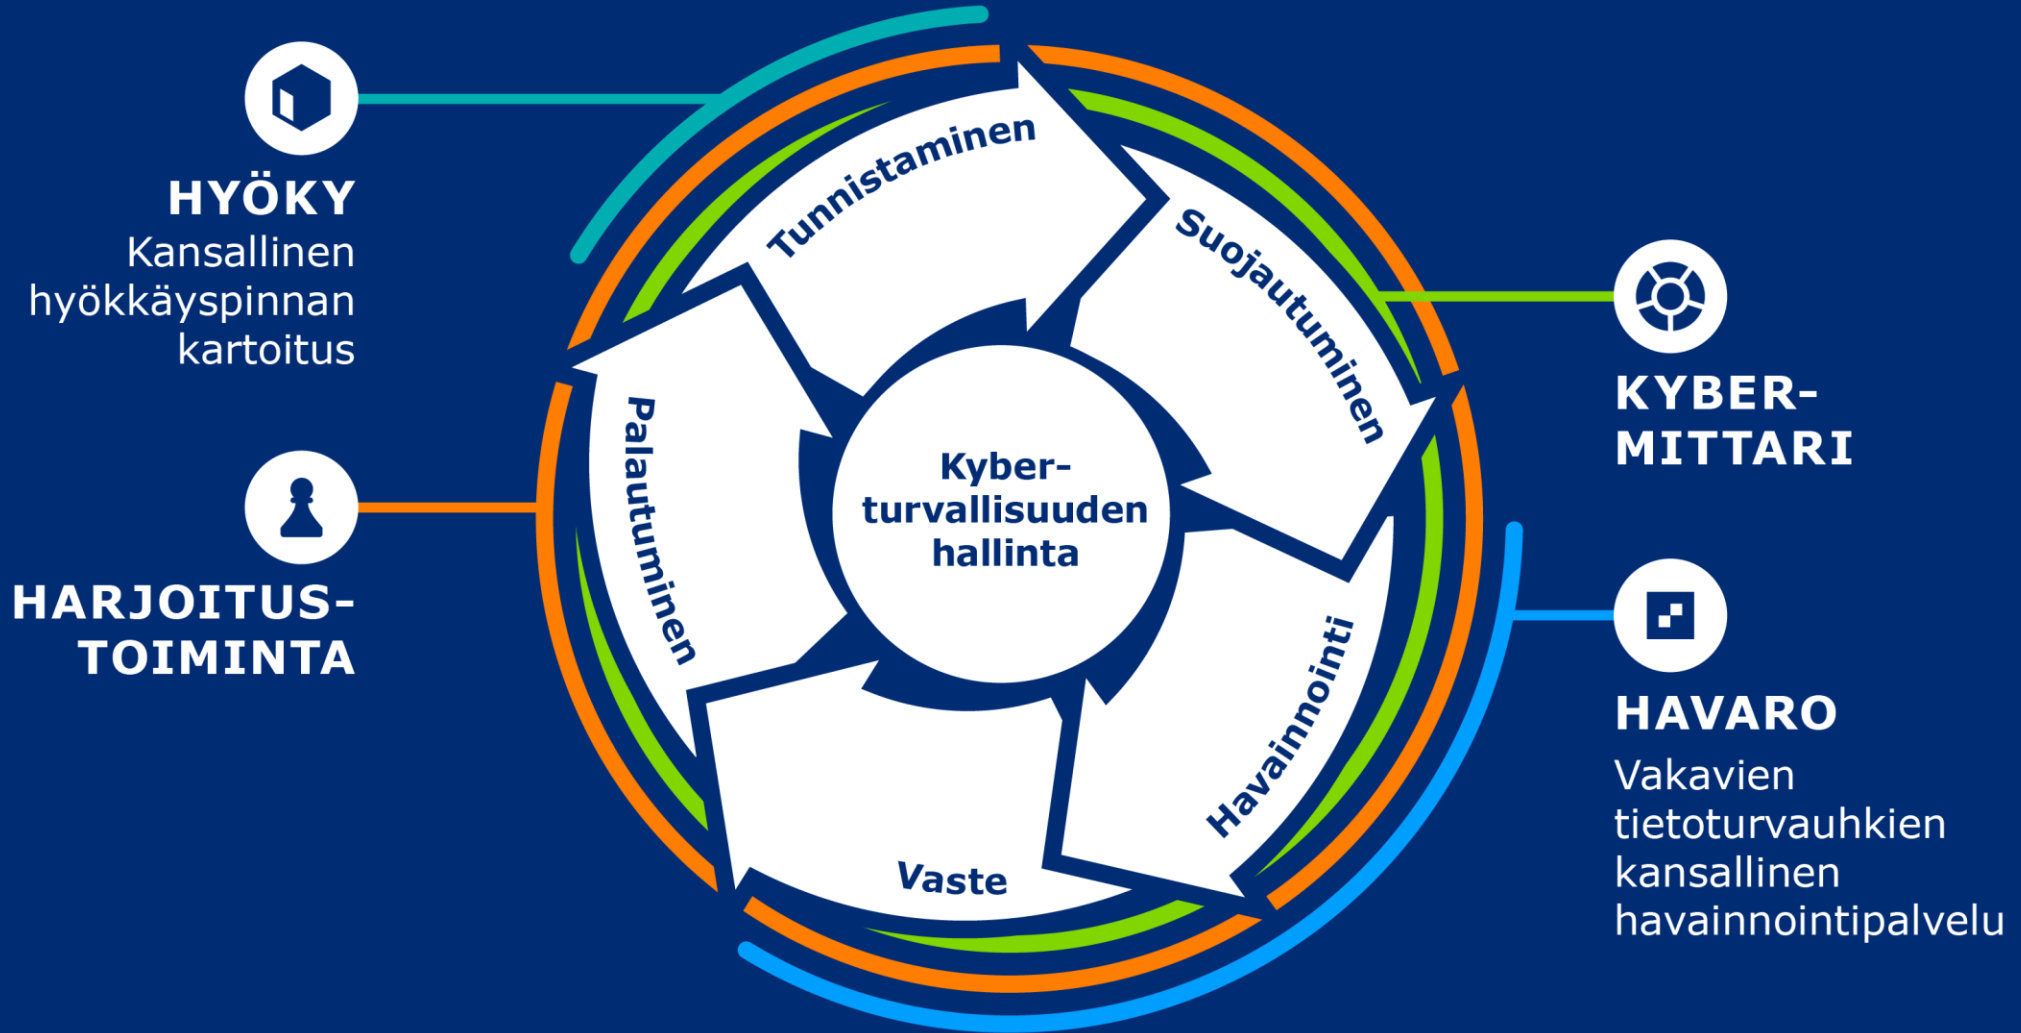 HYÖKY
Kansallinen
hyökkäyspinnan
kartoitus
HARJOITUS-
TOIMINTA
Tunnistaminen
Suojautuminen
Havainnointi
Vaste
Palautuminen
Kyber-
turvallisuuden
hallinta
KYBER-
MITTARI
HAVARO
Vakavien
tietoturvauhkien
kansallinen
havainnointipalvelu